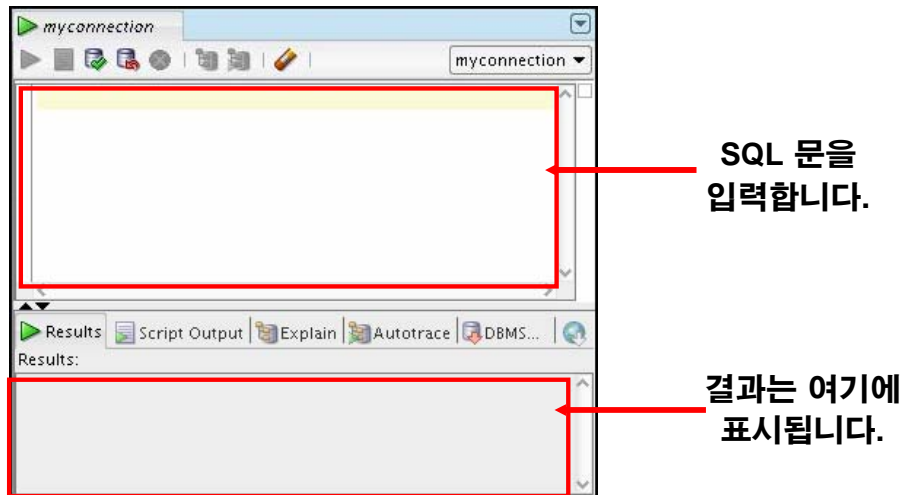 myconnection
myconnection
SQL 문을
입력합니다.
Results Script Output Explain Autotrace DBMS...
Results:
결과는 여기에
표시됩니다.